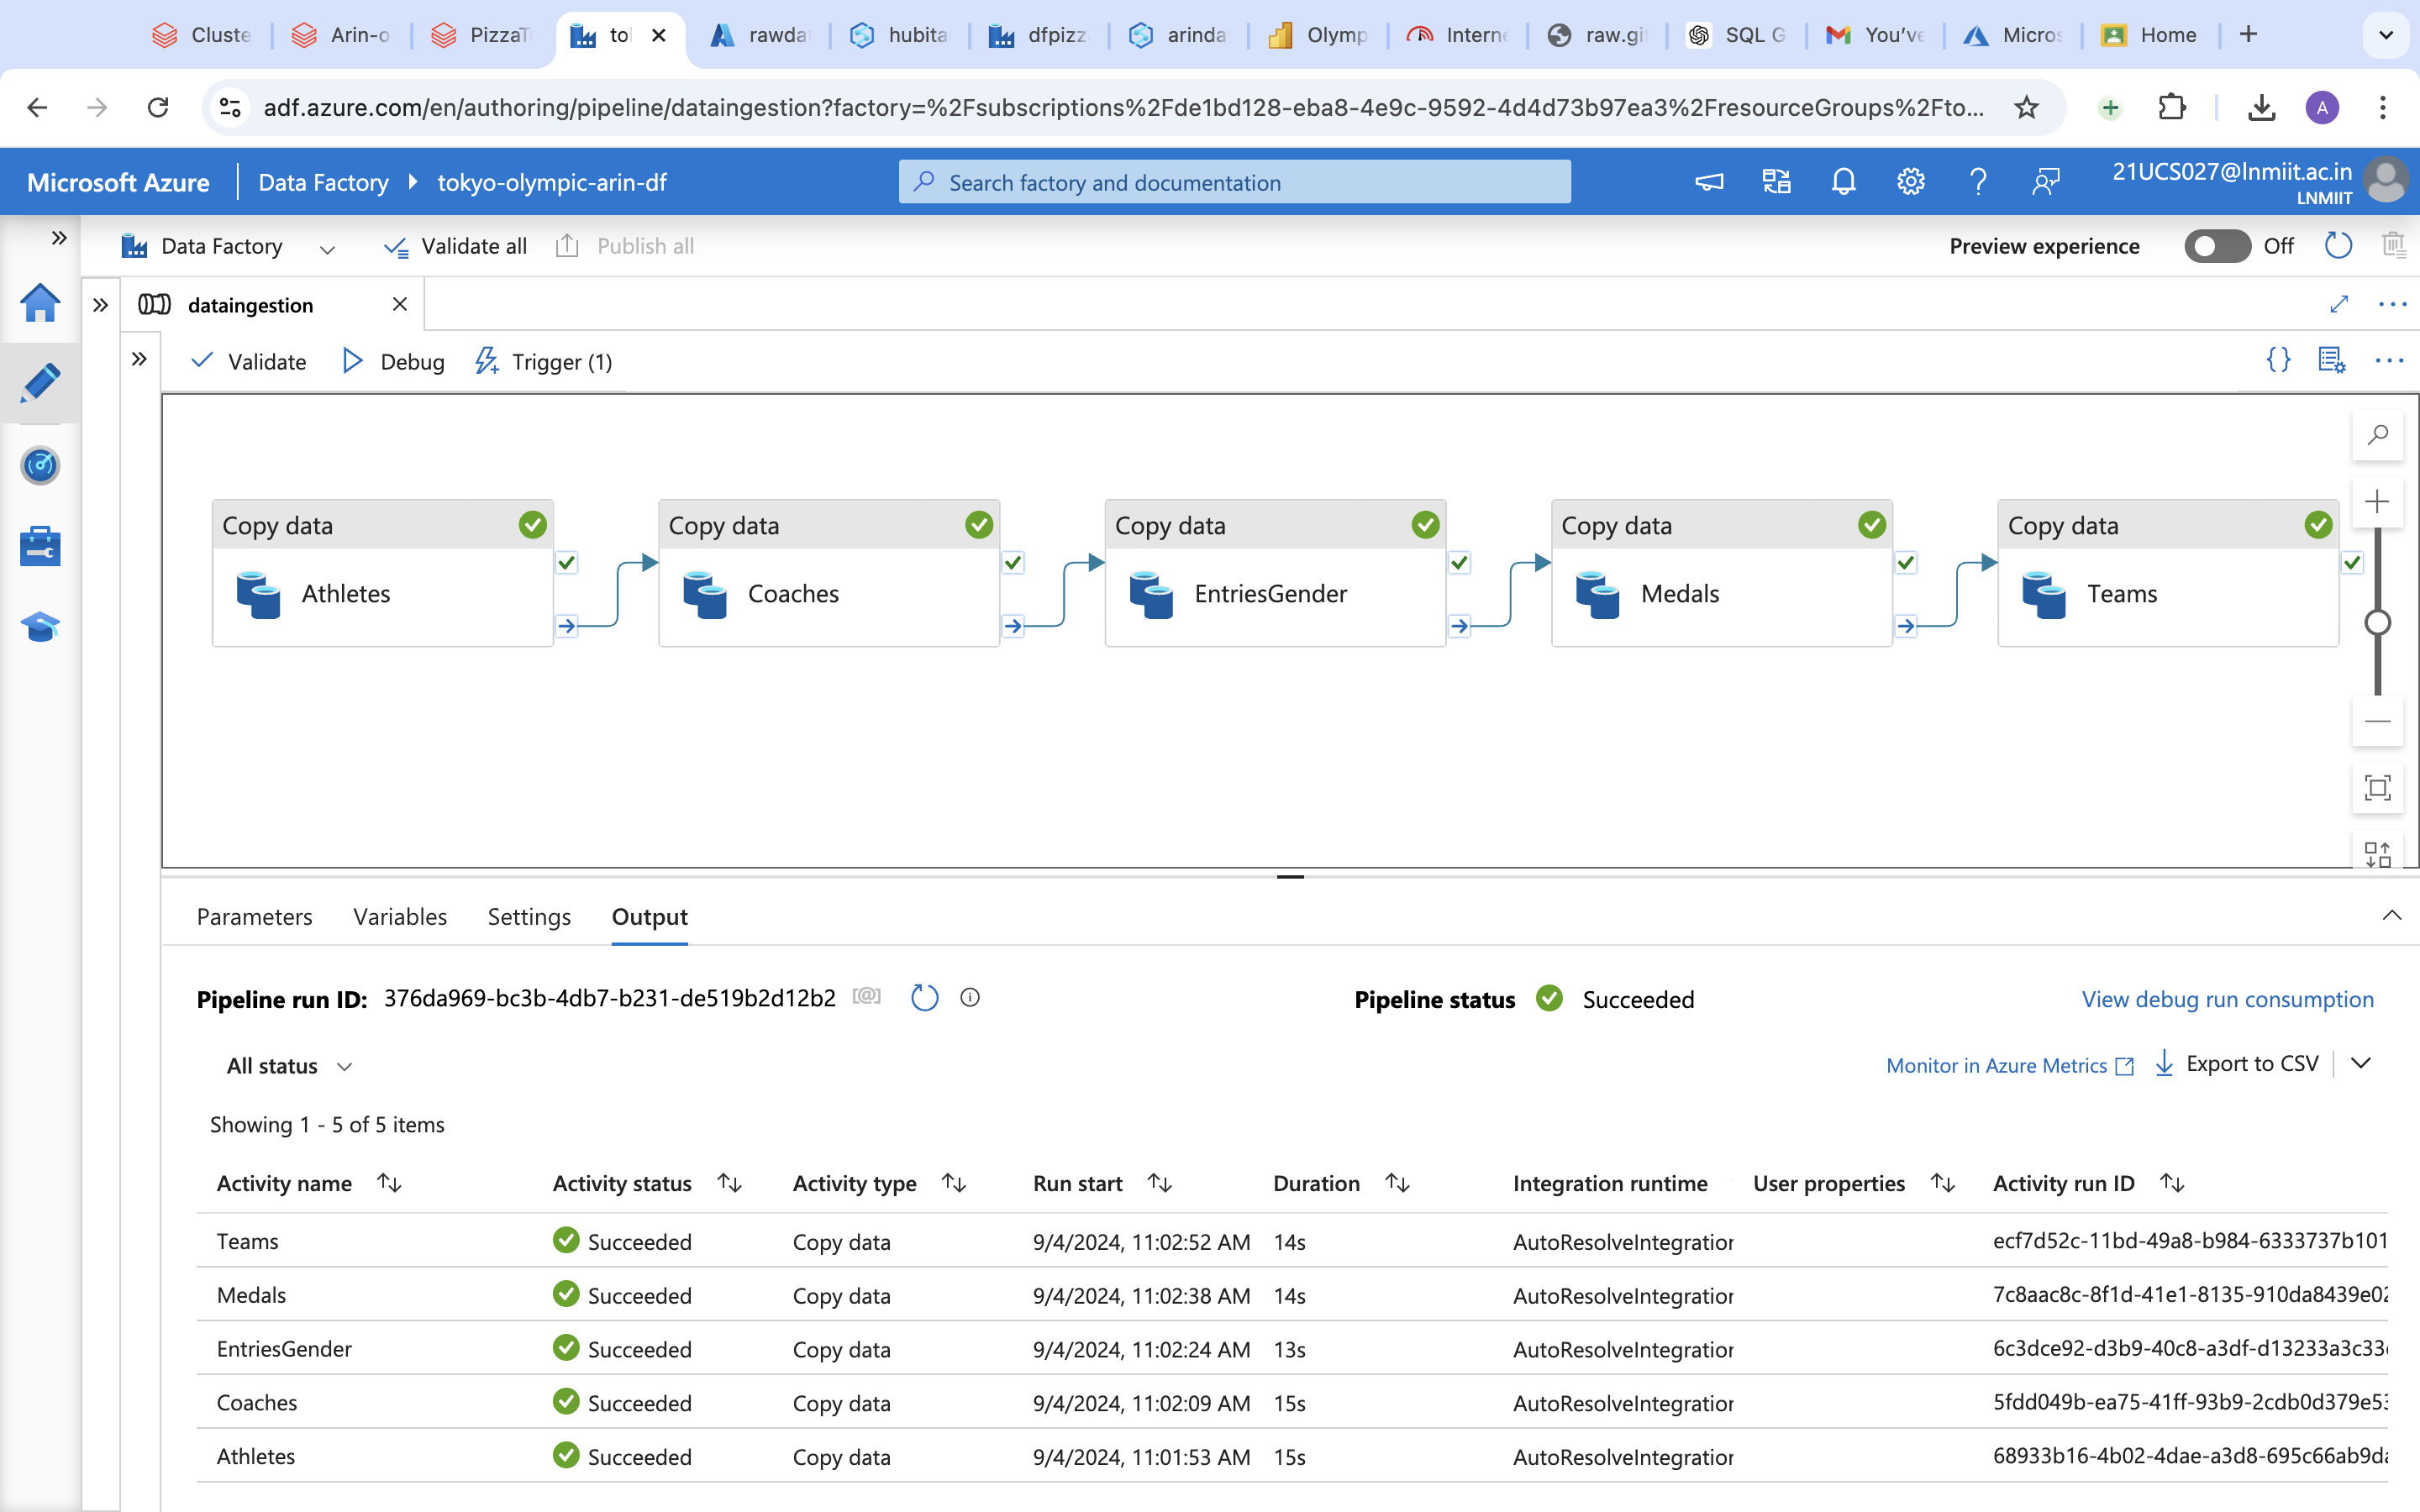 Cluste
Arin-o
PizzaT
tol
rawda
hubita
dfpizz
arinda
Olymp
Intern
raw.gi
SQL G
You've
Micros
Home
adf.azure.com/en/authoring/pipeline/dataingestion?factory=%2Fsubscriptions%2Fde1bd128-eba8-4e9c-9592-4d4d73b97ea3%2FresourceGroups%2Fto...
A
Microsoft Azure
Data Factory
tokyo-olympic-arin-df
Search factory and documentation
21UCS027@lnmiit.ac.in
LNMIIT
Data Factory
Validate all
Publish all
Preview experience
Off
dataingestion
Validate
Debug
Trigger (1)
Copy data
Athletes
Copy data
Coaches
Copy data
EntriesGender
Copy data
Medals
Copy data
Teams
Parameters
Variables
Settings
Output
Pipeline run ID: 376da969-bc3b-4db7-b231-de519b2d12b2
Pipeline status
Succeeded
View debug run consumption
All status
Monitor in Azure Metrics
Export to CSV
Showing 1 - 5 of 5 items
Activity name Activity status Activity type Run start Duration Integration runtime User properties Activity run ID
Teams Succeeded Copy data 9/4/2024, 11:02:52 AM 14s AutoResolveIntegration ecf7d52c-11bd-49a8-b984-6333737b101
Medals Succeeded Copy data 9/4/2024, 11:02:38 AM 14s AutoResolveIntegration 7c8aac8c-8f1d-41e1-8135-910da8439e02
EntriesGender Succeeded Copy data 9/4/2024, 11:02:24 AM 13s AutoResolveIntegration 6c3dce92-d3b9-40c8-a3df-d13233a3c33
Coaches Succeeded Copy data 9/4/2024, 11:02:09 AM 15s AutoResolveIntegration 5fdd049b-ea75-41ff-93b9-2cdb0d379e53
Athletes Succeeded Copy data 9/4/2024, 11:01:53 AM 15s AutoResolveIntegration 68933b16-4b02-4dae-a3d8-695c66ab9da